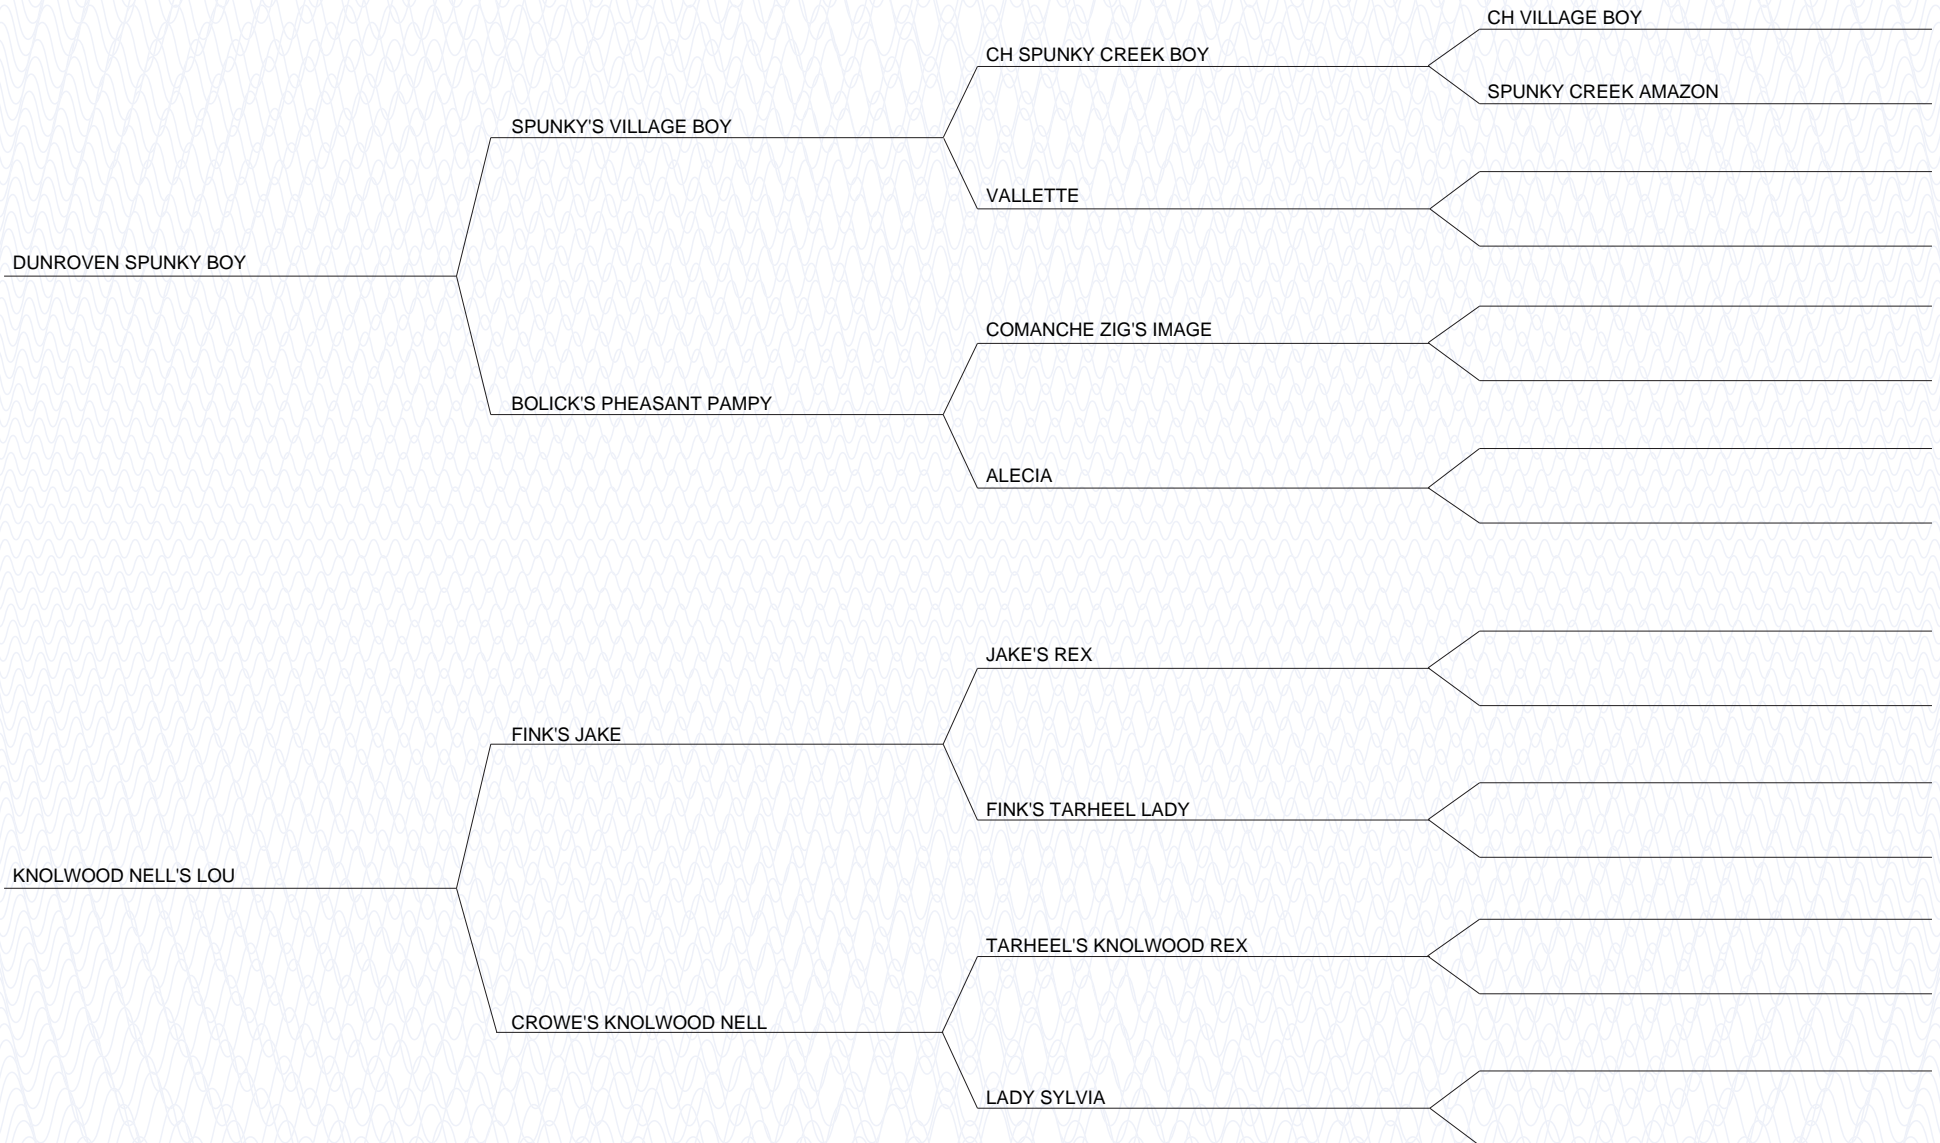 CH VILLAGE BOY
CH SPUNKY CREEK BOY
SPUNKY CREEK AMAZON
SPUNKY'S VILLAGE BOY
VALLETTE
DUNROVEN SPUNKY BOY
COMANCHE ZIG'S IMAGE
BOLICK'S PHEASANT PAMPY
ALECIA
JAKE'S REX
FINK'S JAKE
FINK'S TARHEEL LADY
KNOLWOOD NELL'S LOU
TARHEEL'S KNOLWOOD REX
CROWE'S KNOLWOOD NELL
LADY SYLVIA